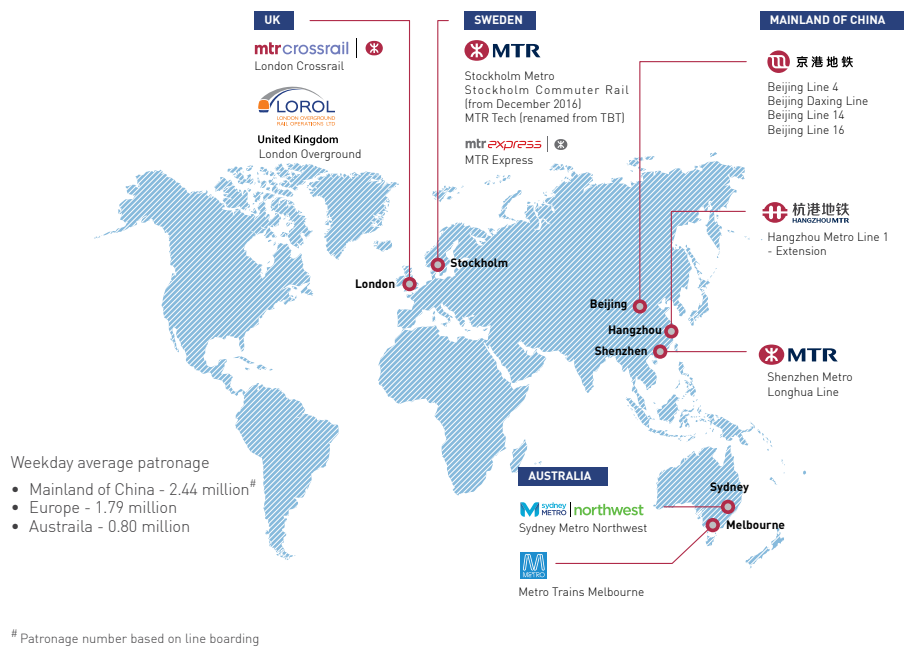 UK
mtrcrossrail
London Crossrail
LOROL
LONDON OVERGROUND
RAIL OPERATIONS LTD
United Kingdom
London Overground
SWEDEN
MTR
Stockholm Metro
Stockholm Commuter Rail
(from December 2016)
MTR Tech (renamed from TBT)
mtr express
MTR Express
MAINLAND OF CHINA
京港地铁
Beijing Line 4
Beijing Daxing Line
Beijing Line 14
Beijing Line 16
杭港地铁
HANGZHOUMTR
Hangzhou Metro Line 1
- Extension
MTR
Shenzhen Metro
Longhua Line
London
Stockholm
Beijing
Hangzhou
Shenzhen
Weekday average patronage
• Mainland of China - 2.44 million#
• Europe - 1.79 million
• Austraila - 0.80 million
AUSTRALIA
sydney
METRO
northwest
Sydney Metro Northwest
METRO
Metro Trains Melbourne
Sydney
Melbourne
# Patronage number based on line boarding